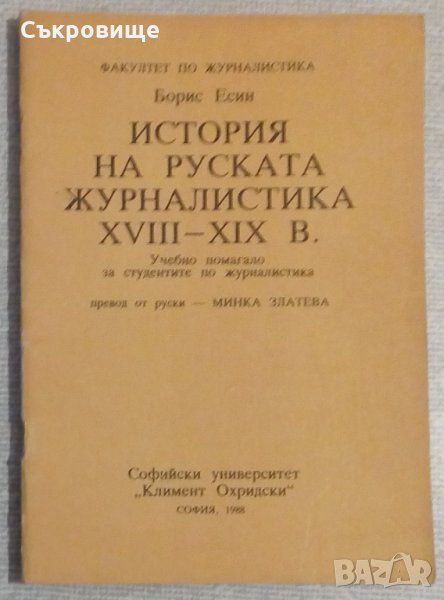 Съкровище
ФАКУЛТЕТ ПО ЖУРНАЛИСТИКА
Борис Есин
ИСТОРИЯ
НА РУСКАТА
ЖУРНАЛИСТИКА
XVIII—XIX В.
Учебно помагало
за студентите по журналистика
превод от руски — МИНКА ЗЛАТЕВА
Софийски университет
„Климент Охридски“
СОФИЯ, 1988
BAZAR